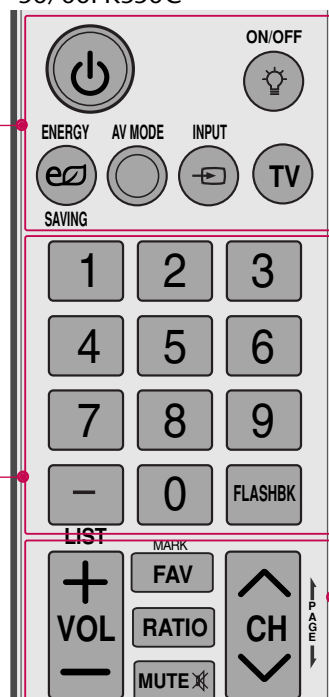 ON/OFF
ENERGY AV MODE INPUT
TV
SAVING
1 2 3
4 5 6
7 8 9
– 0 FLASHBK
LIST
MARK
FAV
+
VOL RATIO CH
PAGE
—
MUTE